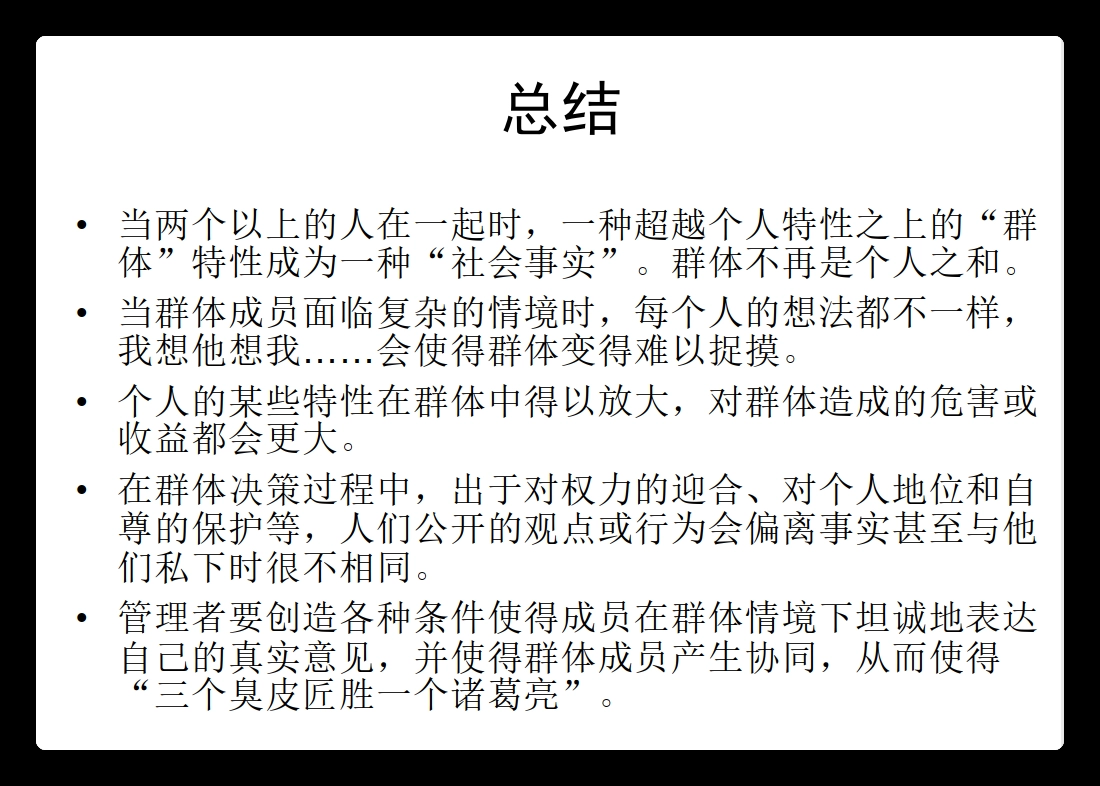 总结
• 当两个以上的人在一起时，一种超越个人特性之上的“群
体”特性成为一种“社会事实”。群体不再是个人之和。
• 当群体成员面临复杂的情境时，每个人的想法都不一样，
我想他想我……会使得群体变得难以捉摸。
• 个人的某些特性在群体中得以放大，对群体造成的危害或
收益都会更大。
• 在群体决策过程中，出于对权力的迎合、对个人地位和自
尊的保护等，人们公开的观点或行为会偏离事实甚至与他
们私下时很不相同。
• 管理者要创造各种条件使得成员在群体情境下坦诚地表达
自己的真实意见，并使得群体成员产生协同，从而使得
“三个臭皮匠胜一个诸葛亮”。